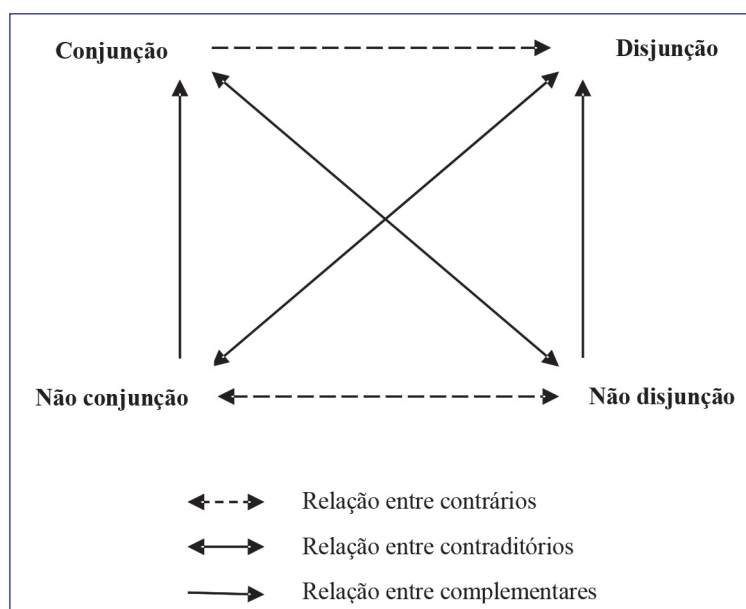 Conjunção Disjunção
Não conjunção Não disjunção
Relação entre contrários
Relação entre contraditórios
Relação entre complementares